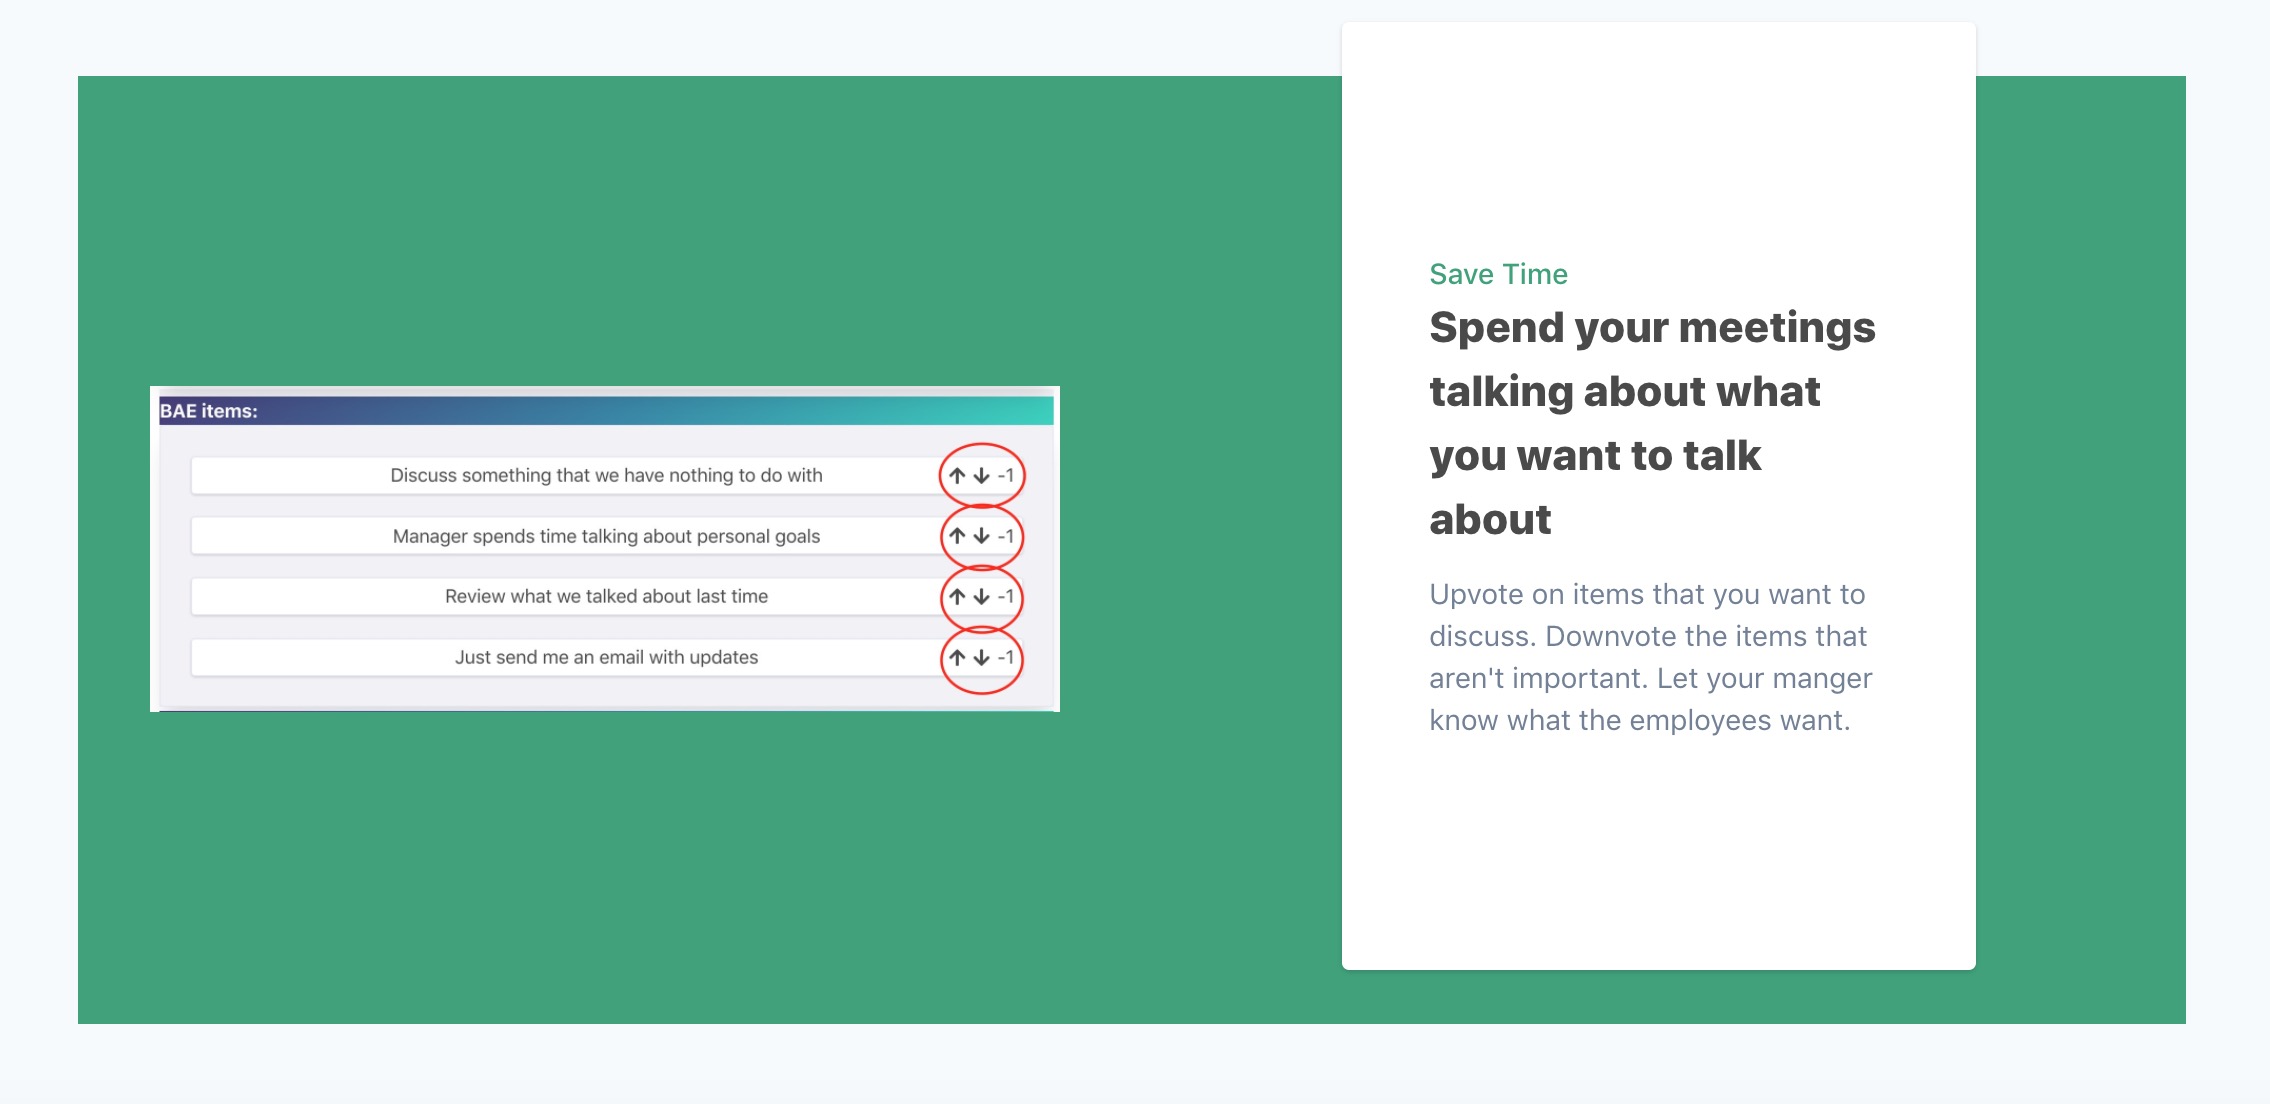 BAE items:
Discuss something that we have nothing to do with ↑ ↓ -1
Manager spends time talking about personal goals ↑ ↓ -1
Review what we talked about last time ↑ ↓ -1
Just send me an email with updates ↑ ↓ -1
Save Time
Spend your meetings
talking about what
you want to talk
about
Upvote on items that you want to
discuss. Downvote the items that
aren't important. Let your manger
know what the employees want.